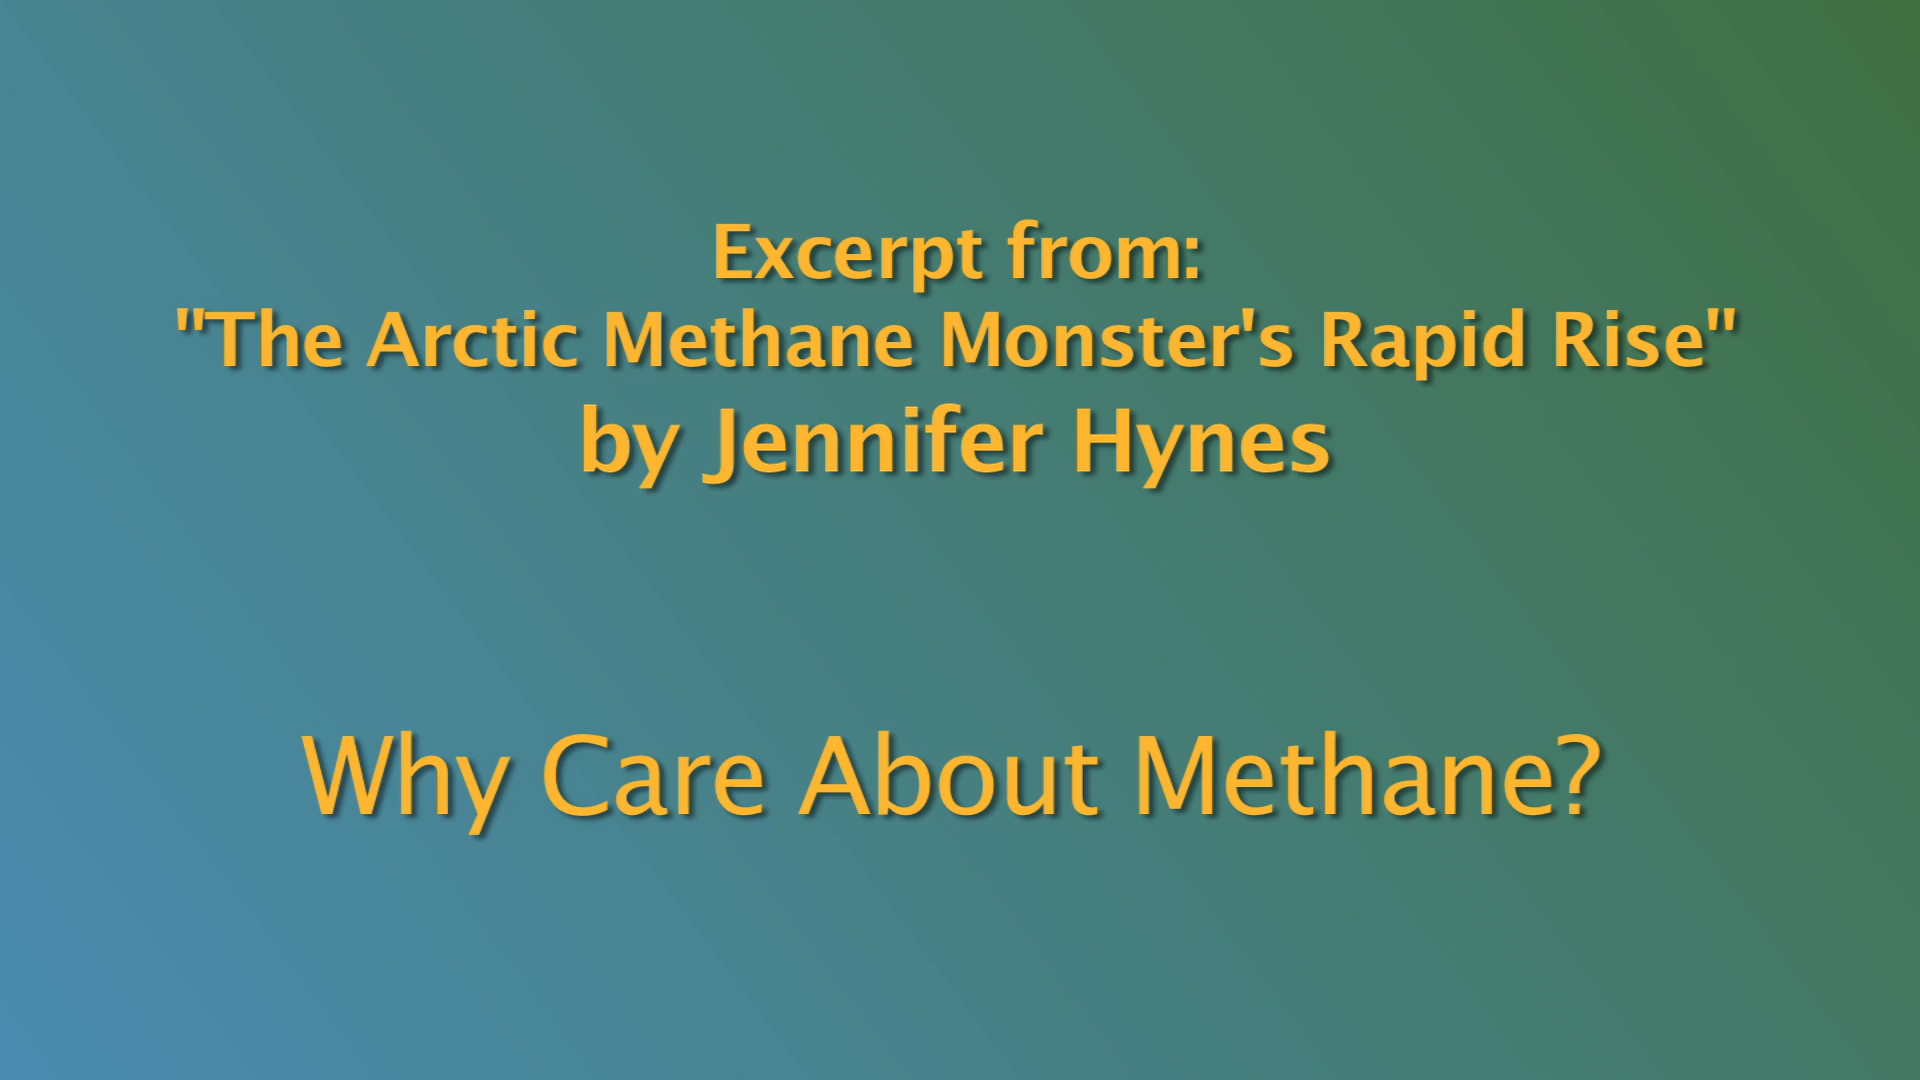 Excerpt from:
"The Arctic Methane Monster's Rapid Rise"
by Jennifer Hynes
Why Care About Methane?